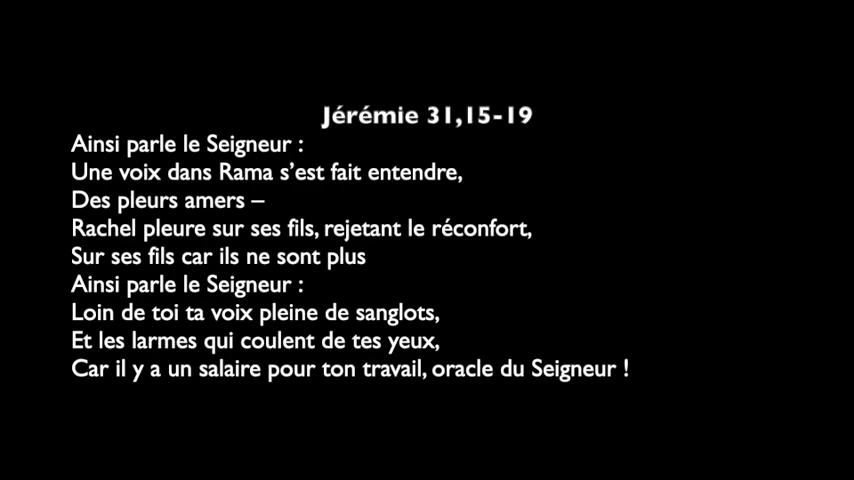 Jérémie 31,15-19
Ainsi parle le Seigneur :
Une voix dans Rama s’est fait entendre,
Des pleurs amers –
Rachel pleure sur ses fils, rejetant le réconfort,
Sur ses fils car ils ne sont plus
Ainsi parle le Seigneur :
Loin de toi ta voix pleine de sanglots,
Et les larmes qui coulent de tes yeux,
Car il y a un salaire pour ton travail, oracle du Seigneur !